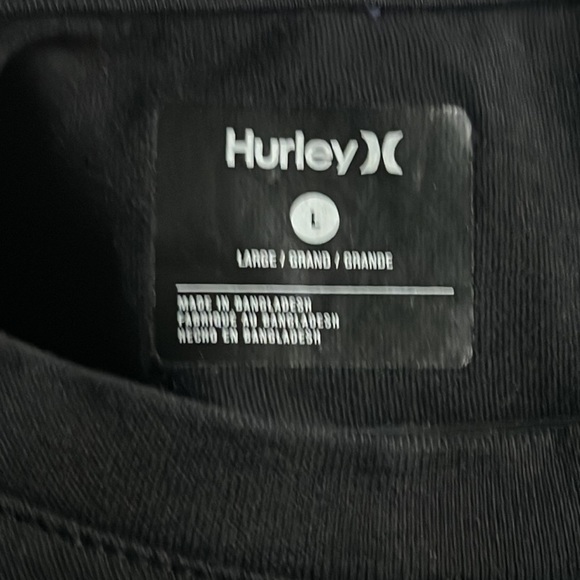 Hurley
L
LARGE / GRAND / GRANDE
MADE IN BANGLADESH
FABRIQUE AU BANGLADESH
HECHO EN BANGLADESH